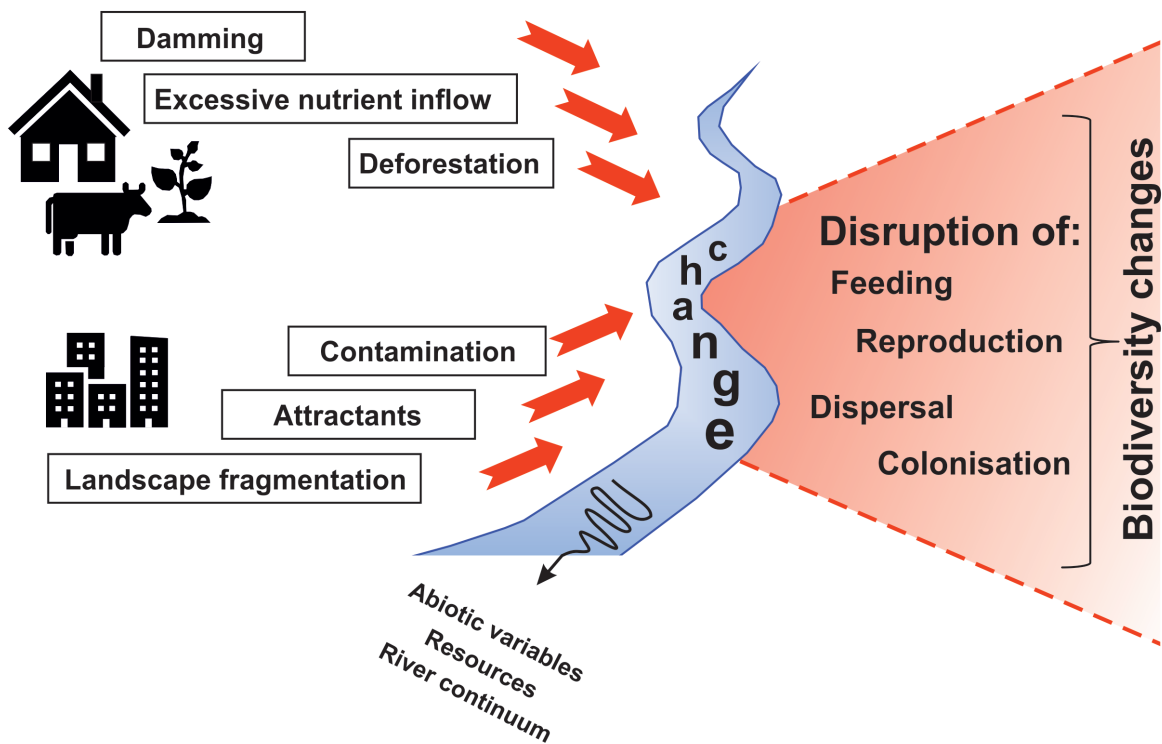 Damming
Excessive nutrient inflow
Deforestation
Contamination
Attractants
Landscape fragmentation
change
Abiotic variables
Resources
River continuum
Disruption of:
Feeding
Reproduction
Dispersal
Colonisation
Biodiversity changes